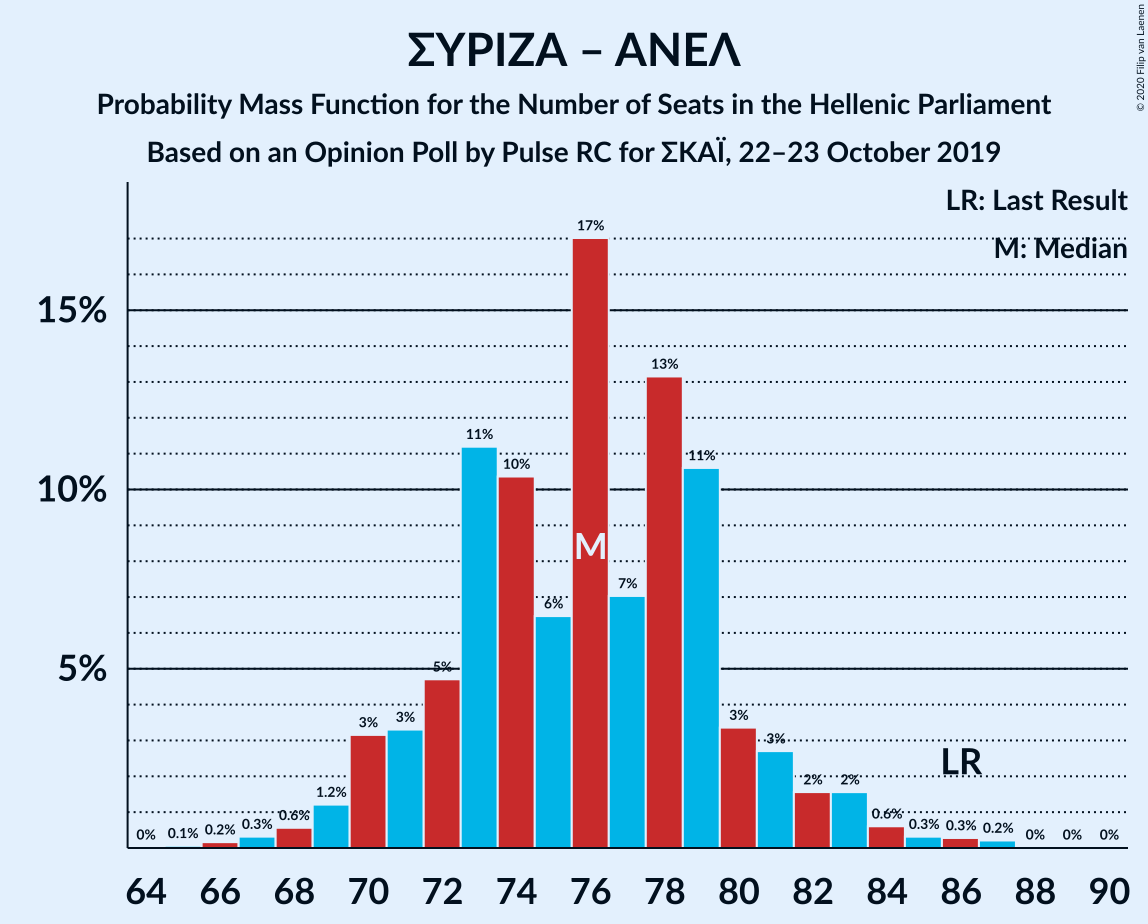 ΣΥΡΙΖΑ – ΑΝΕΛ
Probability Mass Function for the Number of Seats in the Hellenic Parliament
Based on an Opinion Poll by Pulse RC for ΣΚΑΪ, 22–23 October 2019
© 2020 Filip van Laenen
LR: Last Result
M: Median
15%
10%
5%
0% 0.1% 0.2% 0.3% 0.6% 1.2% 3% 3% 5% 11% 10% 6% 17% 7% 13% 11% 3% 3% 2% 2% 0.6% 0.3% 0.3% 0.2% 0% 0% 0%
M
LR
64 66 68 70 72 74 76 78 80 82 84 86 88 90